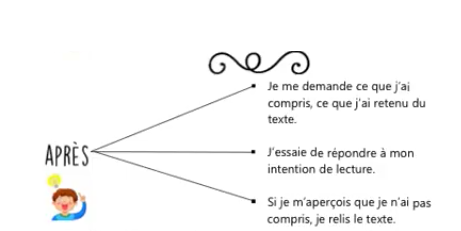 Je me demande ce que j'ai
compris, ce que j'ai retenu du
texte.
APRÈS
J'essaie de répondre à mon
intention de lecture.
Si je m'aperçois que je n'ai pas
compris, je relis le texte.